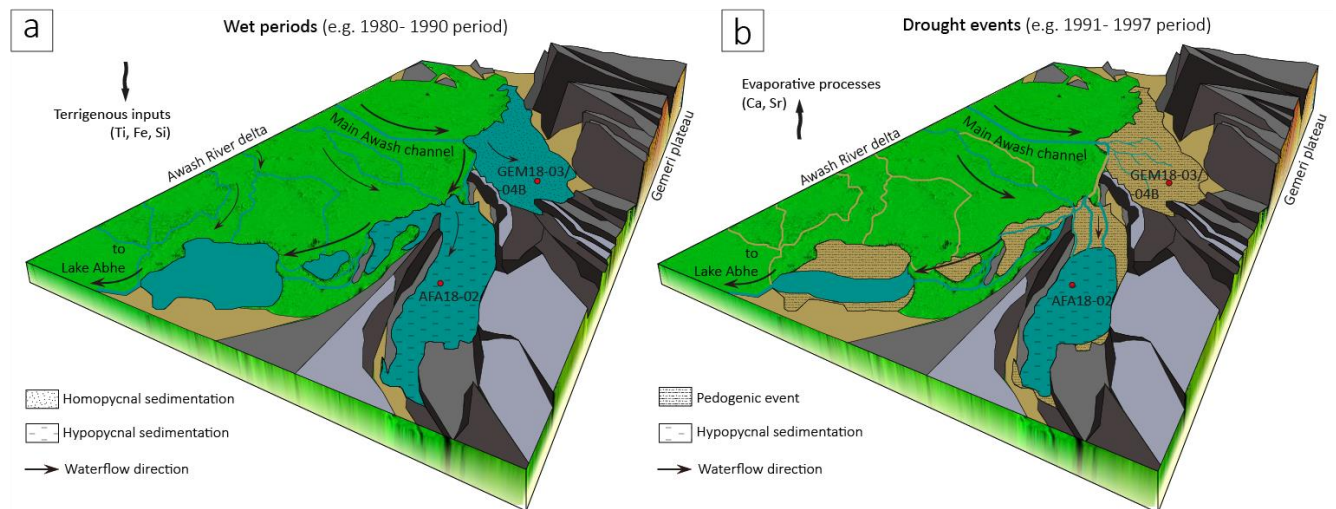 a
Wet periods (e.g. 1980- 1990 period)
Terrigenous inputs
(Ti, Fe, Si)
Awash River delta
Main Awash channel
GEM18-03/
04B
Gemeri plateau
to
Lake Abhe
AFA18-02
Homopycnal sedimentation
Hypopycnal sedimentation
Waterflow direction
b
Drought events (e.g. 1991- 1997 period)
Evaporative processes
(Ca, Sr)
Awash River delta
Main Awash channel
GEM18-03/
-04B
Gemeri plateau
to
Lake Abhe
AFA18-02
Pedogenic event
Hypopycnal sedimentation
Waterflow direction